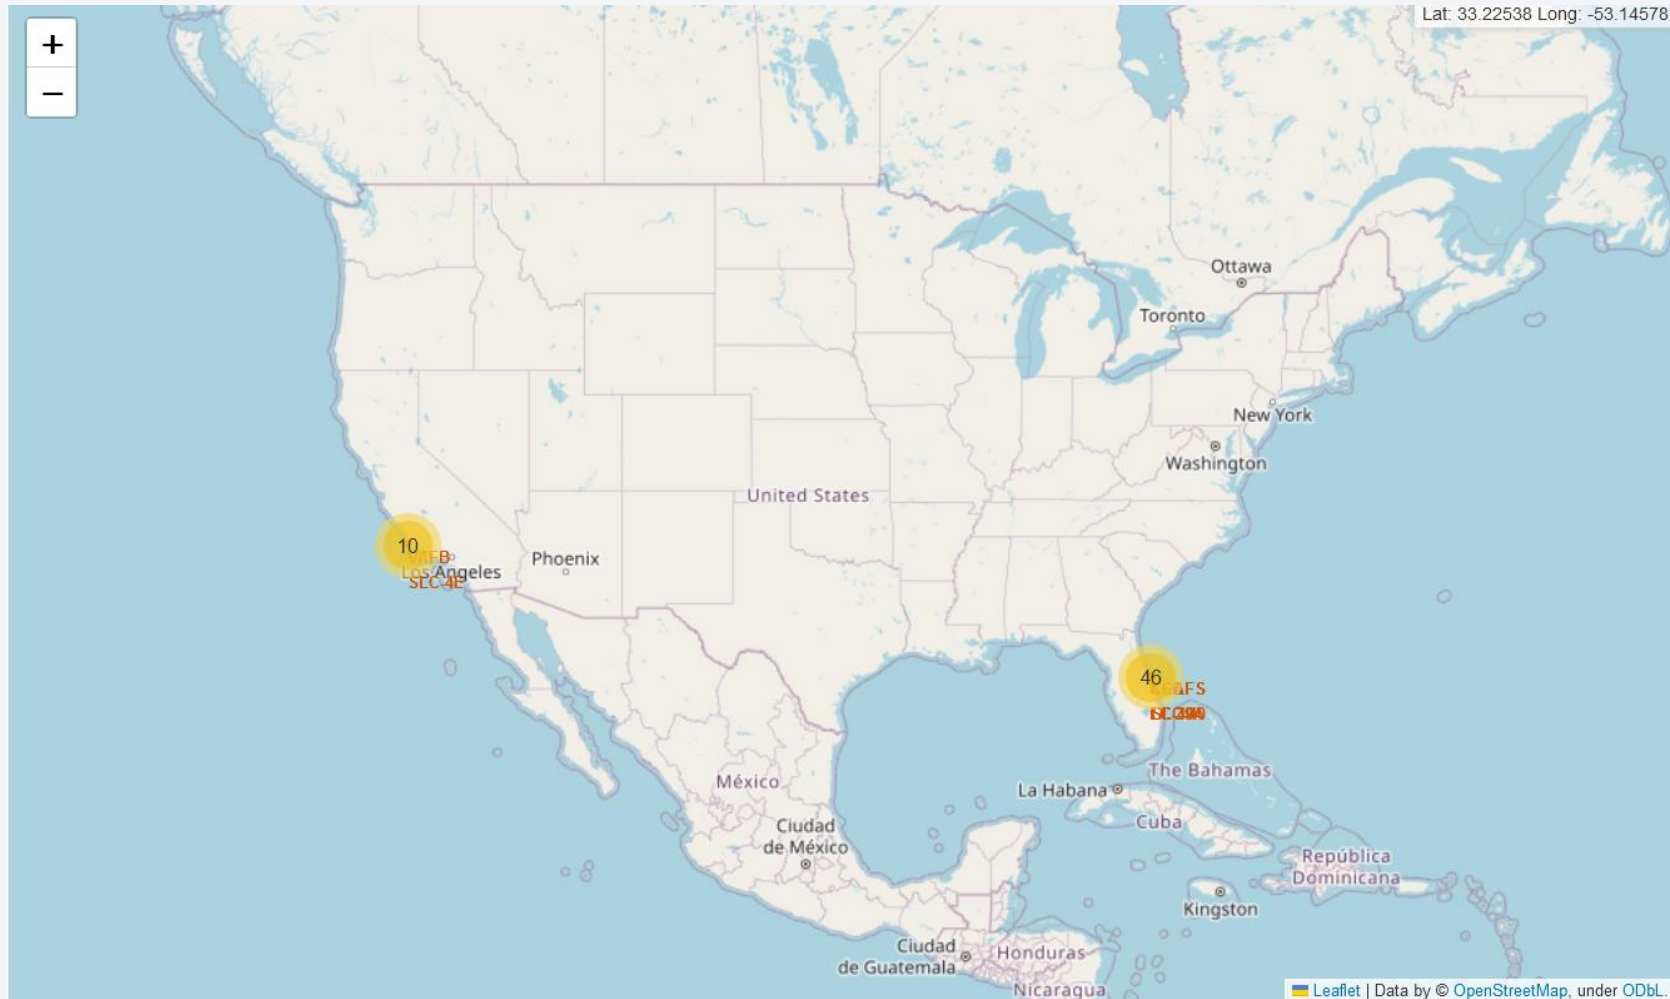 +
−
Lat: 33.22538 Long: -53.14578
Ottawa
Toronto
New York
Washington
United States
10
VAFB
Los Angeles
SLC-4E
Phoenix
46
The Bahamas
México
La Habana
Cuba
Ciudad
de México
República
Dominicana
Kingston
Ciudad
de Guatemala
Honduras
Nicaragua
Leaflet | Data by © OpenStreetMap, under ODbL.